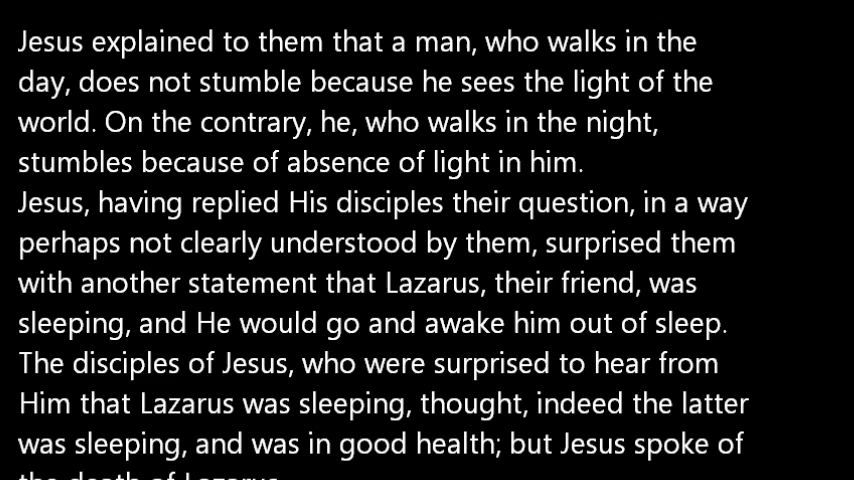 Jesus explained to them that a man, who walks in the
day, does not stumble because he sees the light of the
world. On the contrary, he, who walks in the night,
stumbles because of absence of light in him.
Jesus, having replied His disciples their question, in a way
perhaps not clearly understood by them, surprised them
with another statement that Lazarus, their friend, was
sleeping, and He would go and awake him out of sleep.
The disciples of Jesus, who were surprised to hear from
Him that Lazarus was sleeping, thought, indeed the latter
was sleeping, and was in good health; but Jesus spoke of
the death of Lazarus.